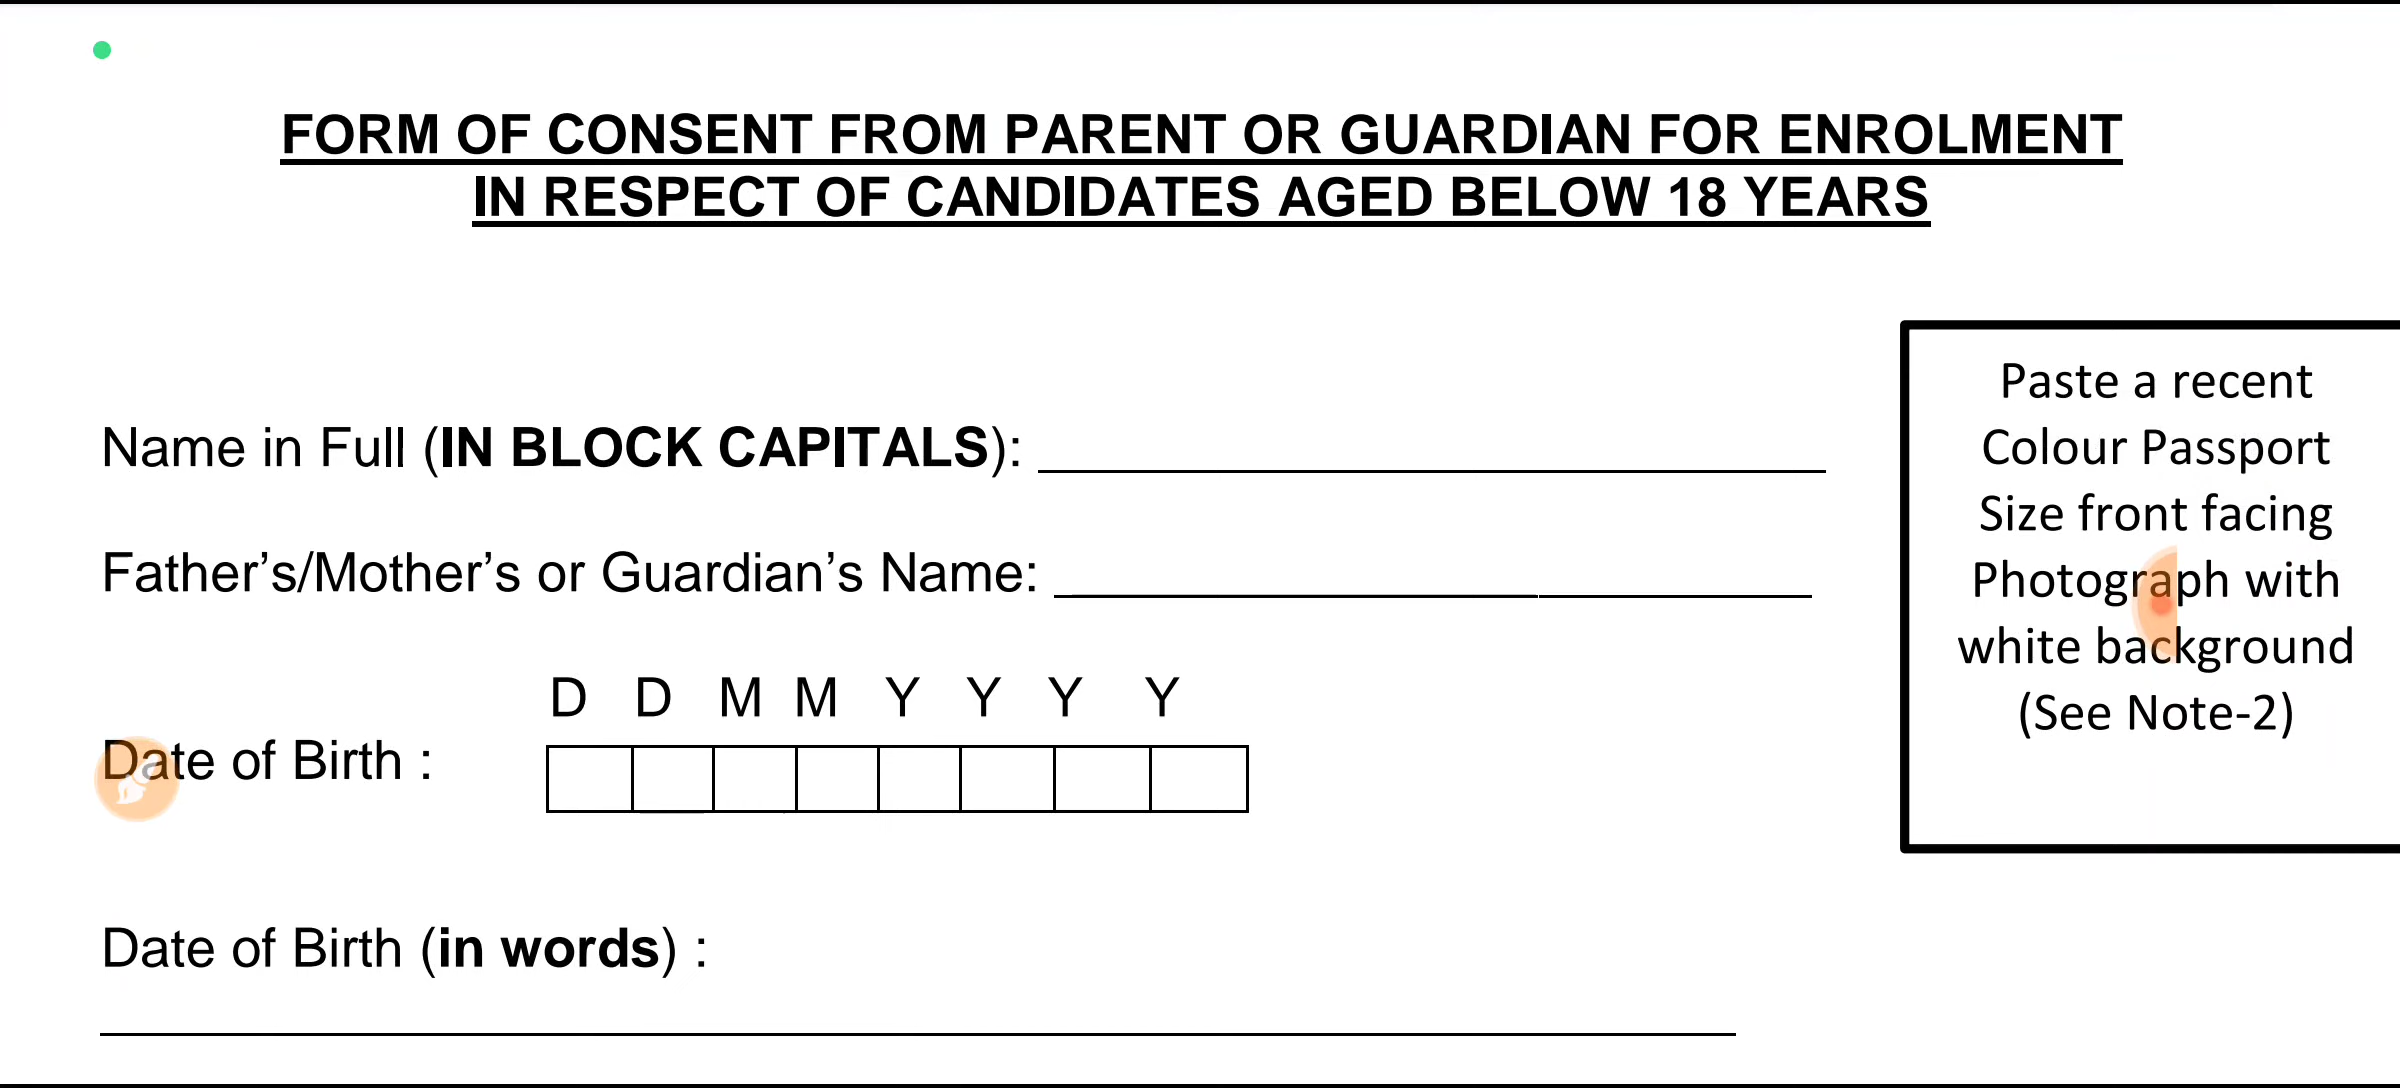 FORM OF CONSENT FROM PARENT OR GUARDIAN FOR ENROLMENT
IN RESPECT OF CANDIDATES AGED BELOW 18 YEARS
Name in Full (IN BLOCK CAPITALS):
Father’s/Mother’s or Guardian’s Name:
D D M M Y Y Y Y
Date of Birth :
Date of Birth (in words) :
Paste a recent
Colour Passport
Size front facing
Photograph with
white background
(See Note-2)